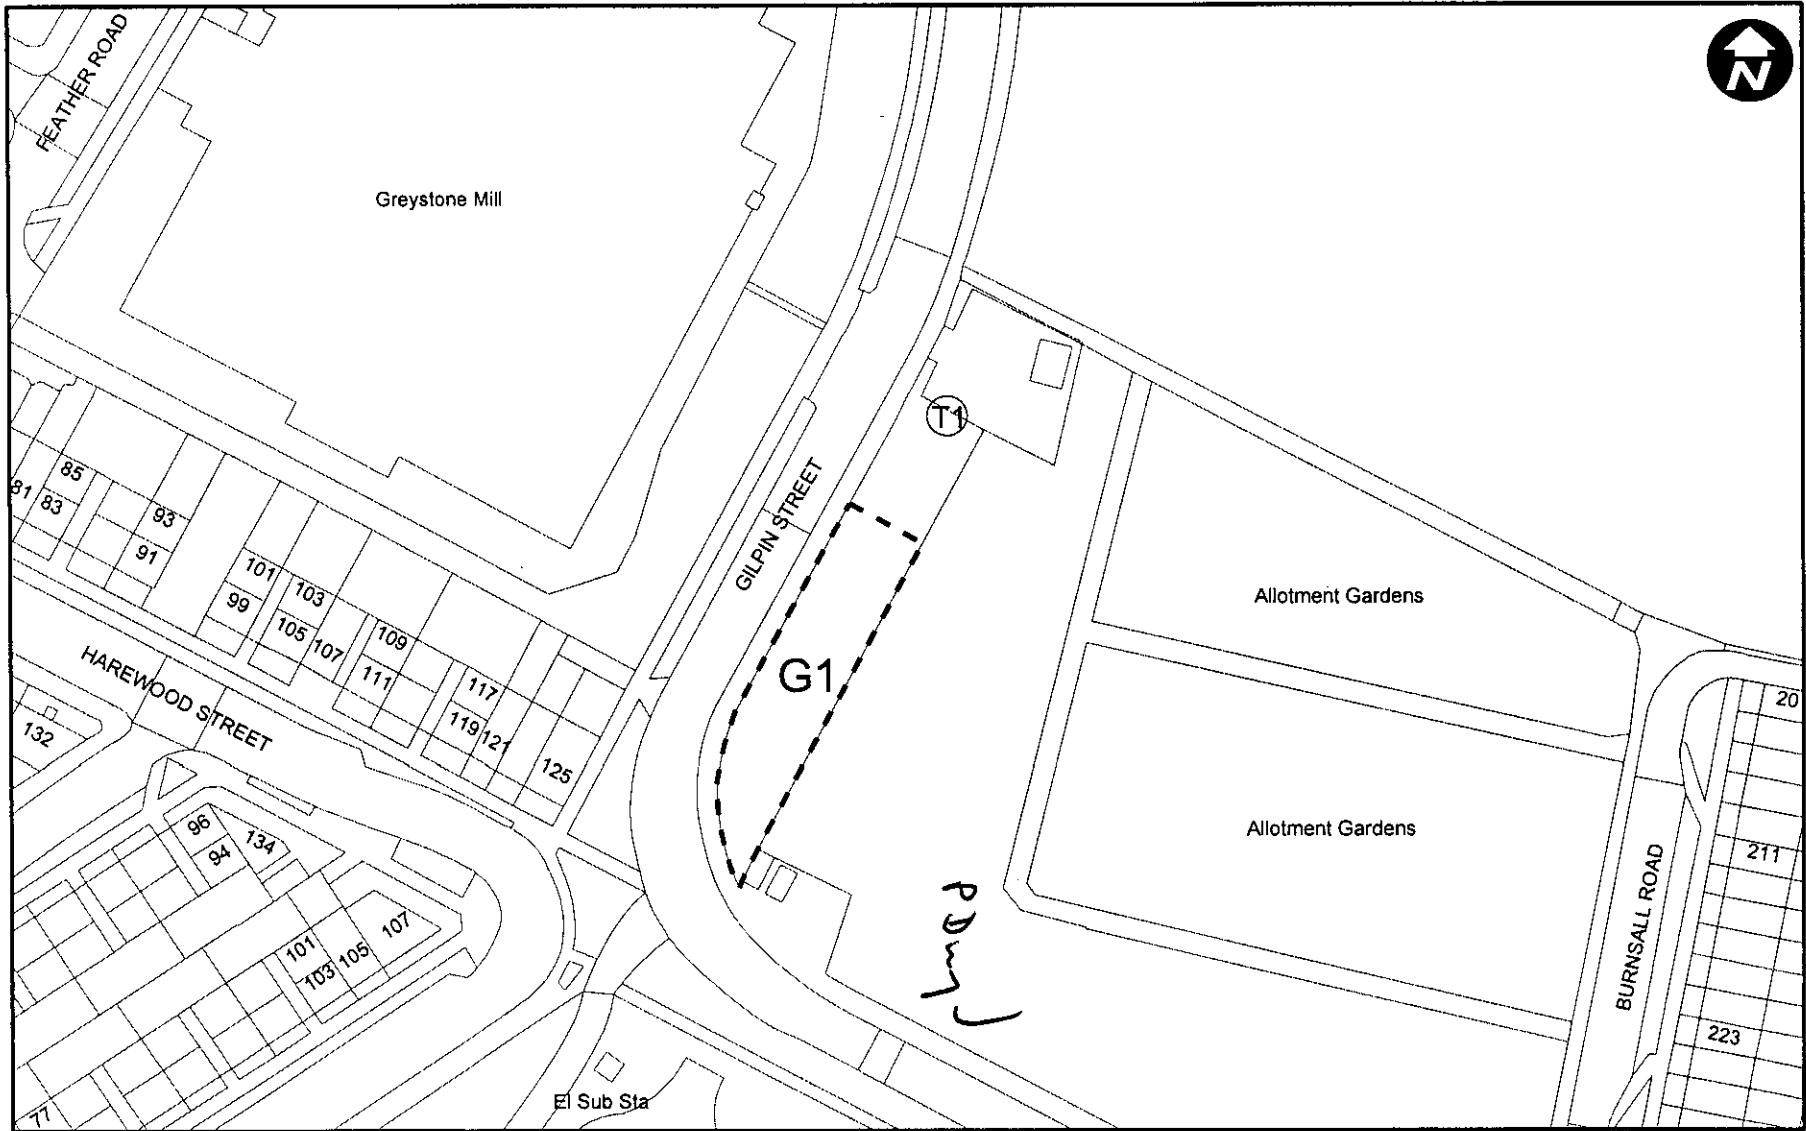 N
FEATHER ROAD
Greystone Mill
T1
GILPIN STREET
81
85
83
93
91
101
99
103
105
107
109
111
117
119
121
125
G1
Allotment Gardens
Allotment Gardens
HAREWOOD STREET
132
96
94
134
101
103
105
107
77
El Sub Sta
BURNSALL ROAD
20
211
223